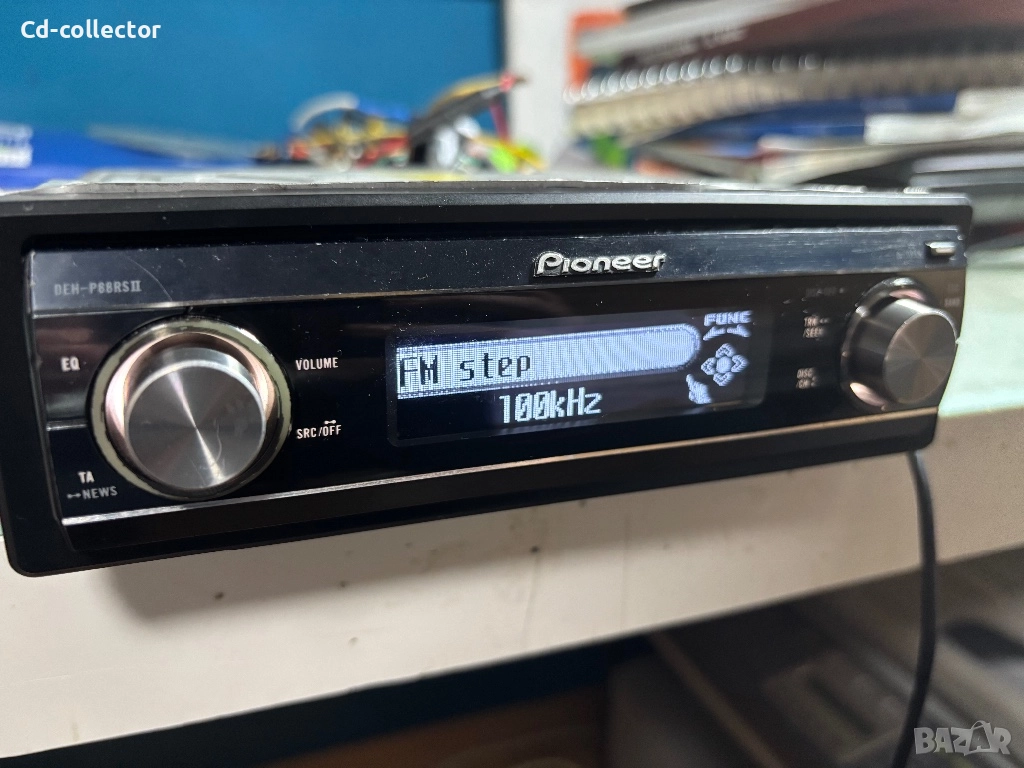 Cd-collector
Pioneer
DEH-P88RSII
EQ
VOLUME
SRC/OFF
TA
NEWS
FM step
100kHz
FUNC
TRK
/SEEK
DISC
/CH
BAZAR